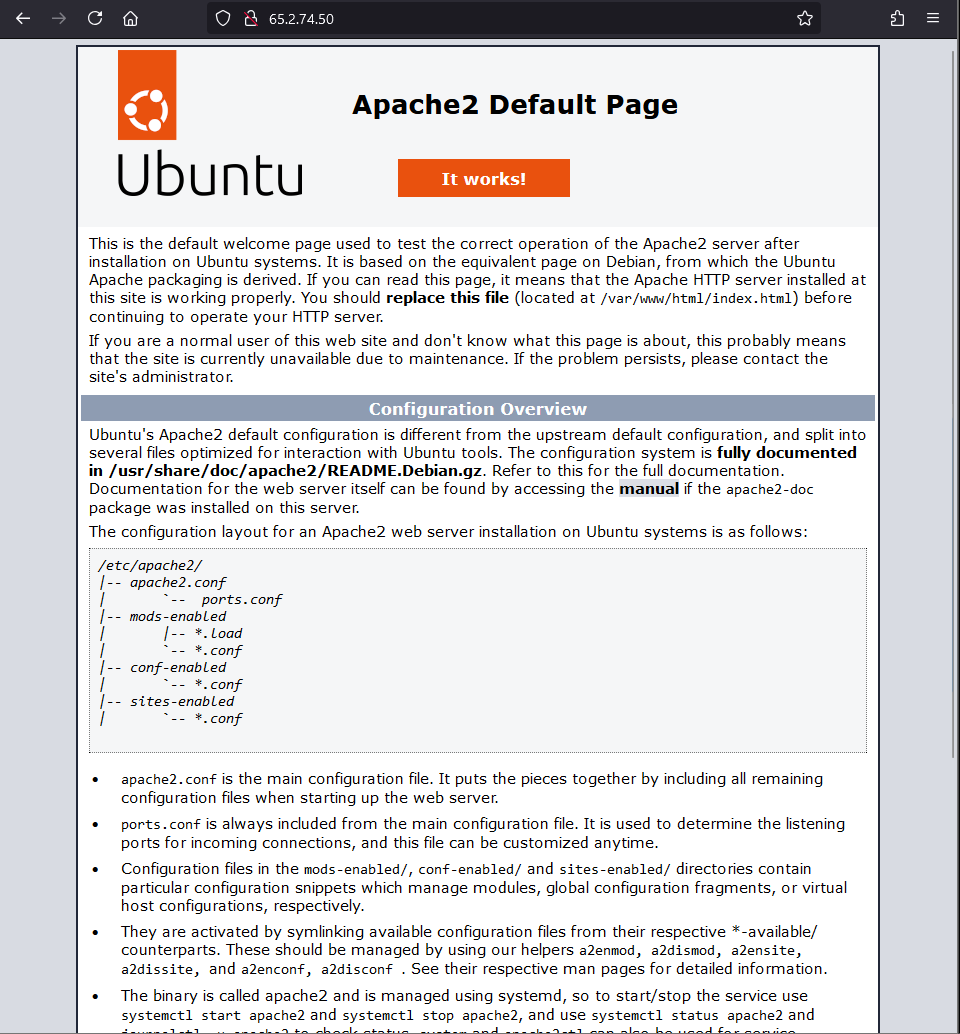 65.2.74.50
Apache2 Default Page
Ubuntu
It works!
This is the default welcome page used to test the correct operation of the Apache2 server after
installation on Ubuntu systems. It is based on the equivalent page on Debian, from which the Ubuntu
Apache packaging is derived. If you can read this page, it means that the Apache HTTP server installed at
this site is working properly. You should replace this file (located at /var/www/html/index.html) before
continuing to operate your HTTP server.
If you are a normal user of this web site and don't know what this page is about, this probably means
that the site is currently unavailable due to maintenance. If the problem persists, please contact the
site's administrator.
Configuration Overview
Ubuntu's Apache2 default configuration is different from the upstream default configuration, and split into
several files optimized for interaction with Ubuntu tools. The configuration system is fully documented
in /usr/share/doc/apache2/README.Debian.gz. Refer to this for the full documentation.
Documentation for the web server itself can be found by accessing the manual if the apache2-doc
package was installed on this server.
The configuration layout for an Apache2 web server installation on Ubuntu systems is as follows:
/etc/apache2/
|-- apache2.conf
|       `--  ports.conf
|-- mods-enabled
|       |-- *.load
|       `-- *.conf
|-- conf-enabled
|       `-- *.conf
|-- sites-enabled
|       `-- *.conf
• apache2.conf is the main configuration file. It puts the pieces together by including all remaining
configuration files when starting up the web server.
• ports.conf is always included from the main configuration file. It is used to determine the listening
ports for incoming connections, and this file can be customized anytime.
• Configuration files in the mods-enabled/, conf-enabled/ and sites-enabled/ directories contain
particular configuration snippets which manage modules, global configuration fragments, or virtual
host configurations, respectively.
• They are activated by symlinking available configuration files from their respective *-available/
counterparts. These should be managed by using our helpers a2enmod, a2dismod, a2ensite,
a2dissite, and a2enconf, a2disconf . See their respective man pages for detailed information.
• The binary is called apache2 and is managed using systemd, so to start/stop the service use
systemctl start apache2 and systemctl stop apache2, and use systemctl status apache2 and